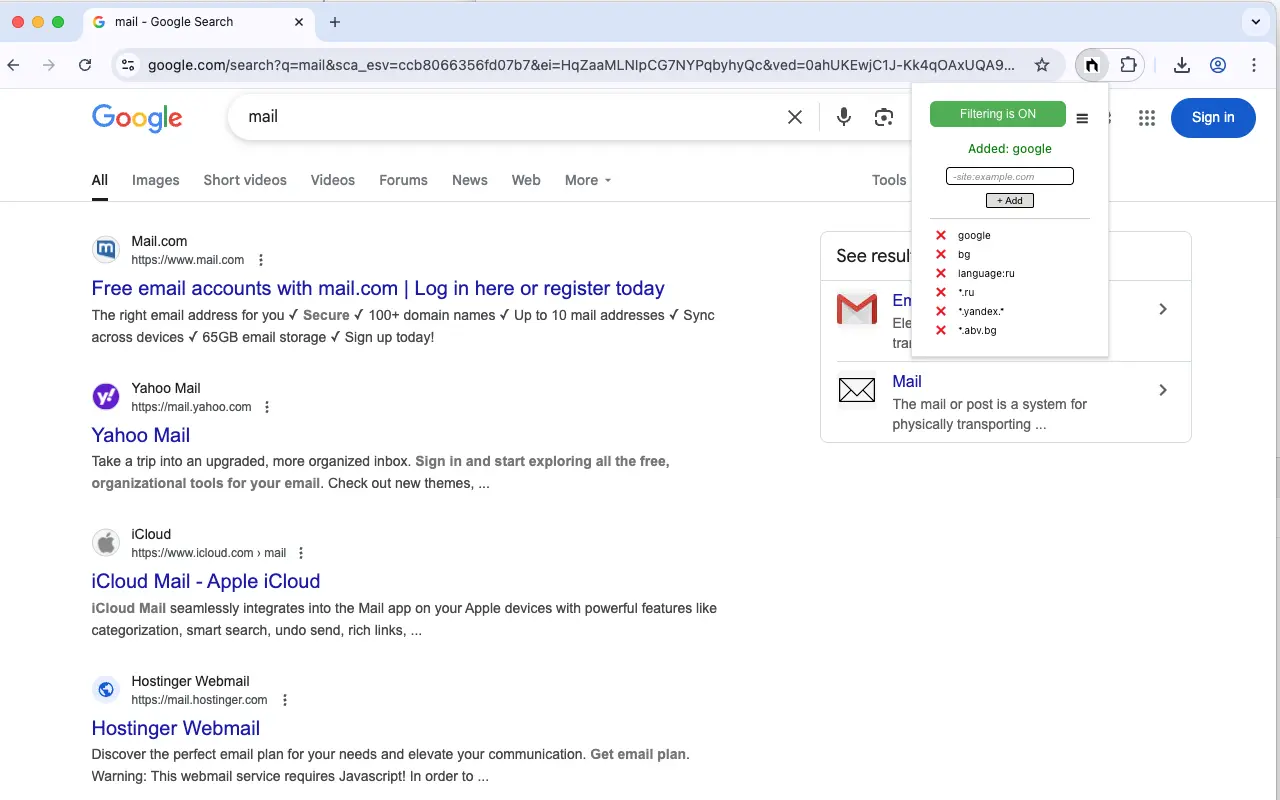 mail - Google Search
google.com/search?q=mail&sca_esv=ccb8066356fd07b7&ei=HqZaaMLNlpCG7NYPqbyhyQc&ved=0ahUKEwjC1J-Kk4qOAxUQA9...
Google
mail
Sign in
All
Images
Short videos
Videos
Forums
News
Web
More
Tools
Filtering is ON
Added: google
-site:example.com
+ Add
google
bg
language:ru
*.ru
*.yandex.*
*.abv.bg
Mail.com
https://www.mail.com
Free email accounts with mail.com | Log in here or register today
The right email address for you ✓ Secure ✓ 100+ domain names ✓ Up to 10 mail addresses ✓ Sync
across devices ✓ 65GB email storage ✓ Sign up today!
Yahoo Mail
https://mail.yahoo.com
Yahoo Mail
Take a trip into an upgraded, more organized inbox. Sign in and start exploring all the free,
organizational tools for your email. Check out new themes, ...
iCloud
https://www.icloud.com › mail
iCloud Mail - Apple iCloud
iCloud Mail seamlessly integrates into the Mail app on your Apple devices with powerful features like
categorization, smart search, undo send, rich links, ...
Hostinger Webmail
https://mail.hostinger.com
Hostinger Webmail
Discover the perfect email plan for your needs and elevate your communication. Get email plan.
Warning: This webmail service requires Javascript! In order to ...
See resul
Em
Ele
tra
Mail
The mail or post is a system for
physically transporting ...